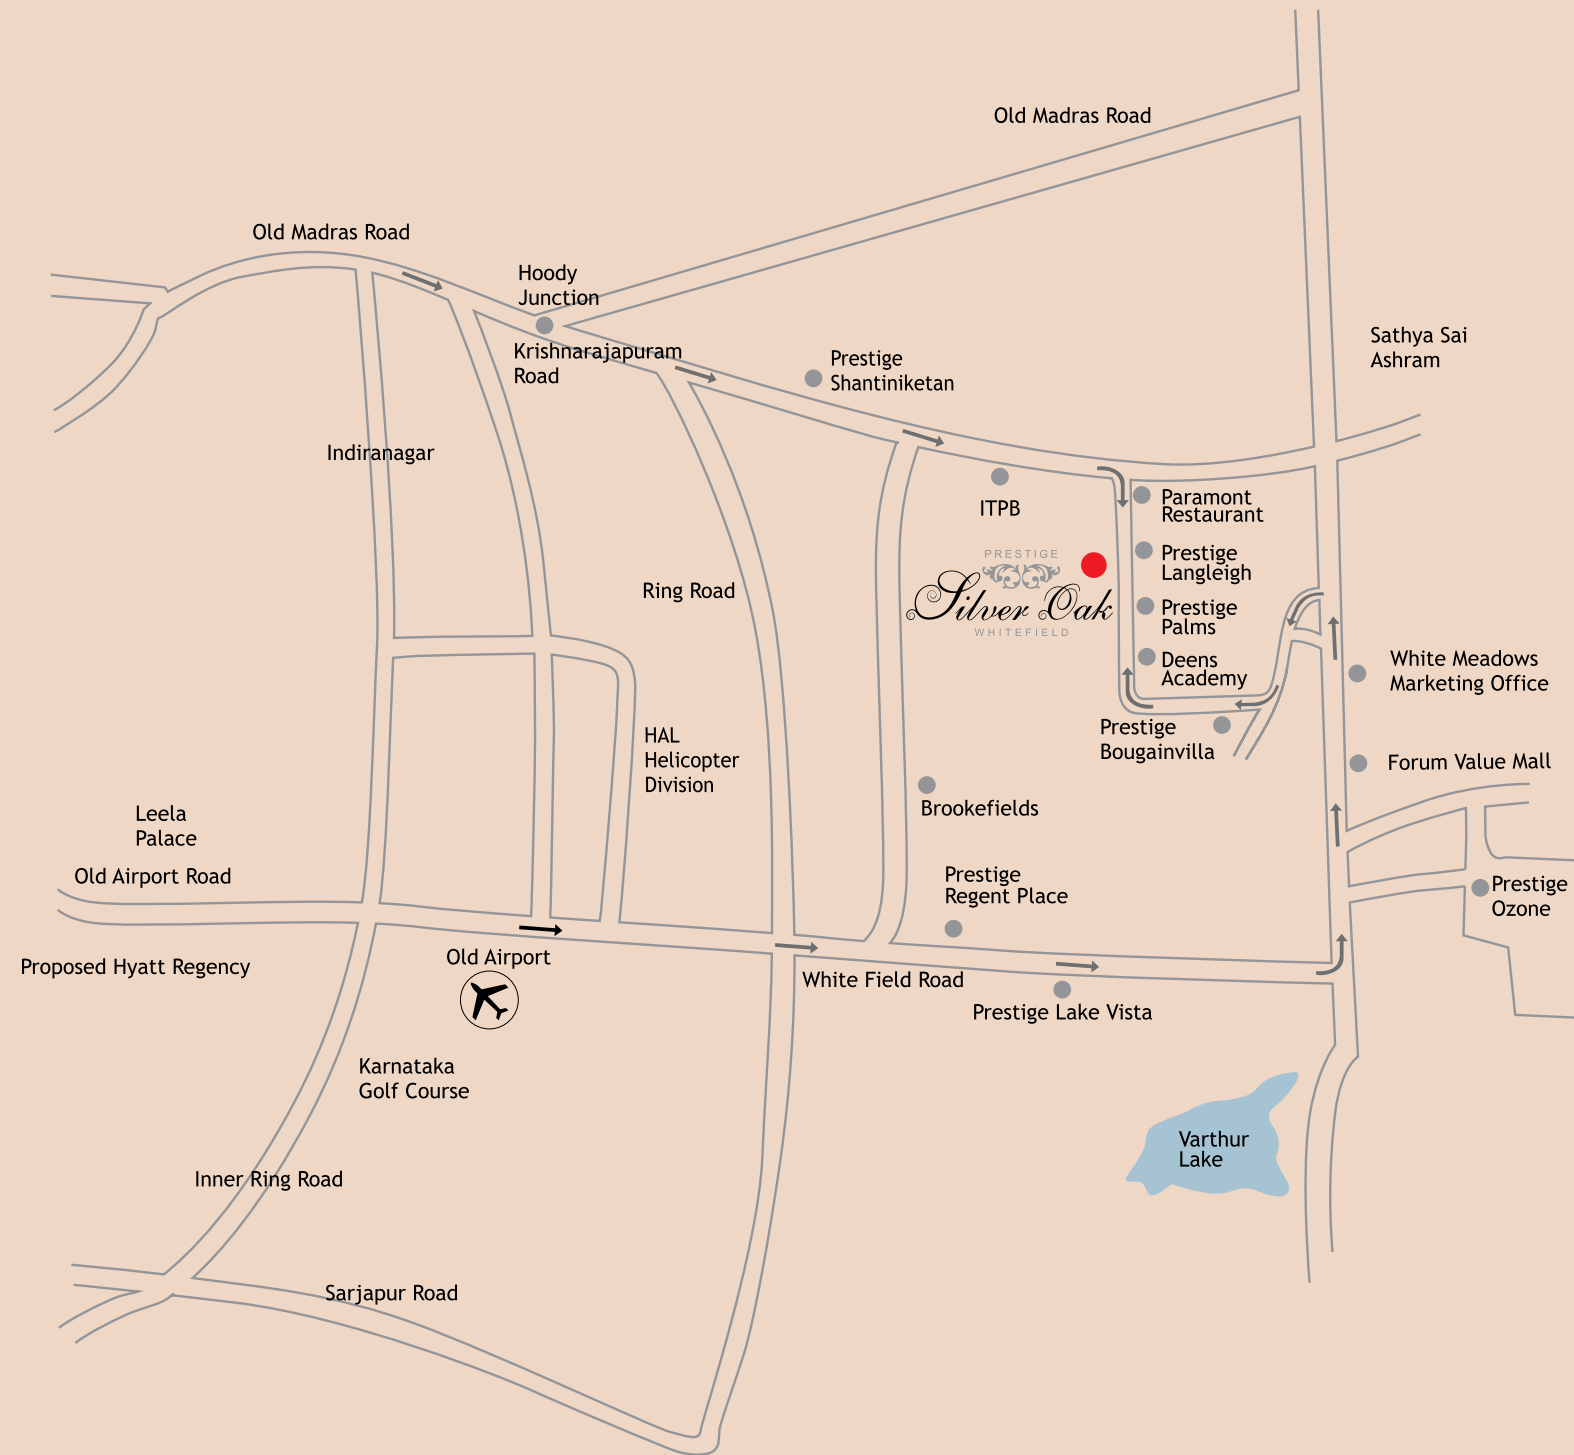 Old Madras Road
Old Madras Road
Hoody
Junction
Krishnarajapuram
Road
Prestige
Shantiniketan
Sathya Sai
Ashram
Indiranagar
ITPB
Paramont
Restaurant
PRESTIGE
Silver Oak
WHITEFIELD
Prestige
Langleigh
Ring Road
Prestige
Palms
Deens
Academy
White Meadows
Marketing Office
Prestige
Bougainvilla
HAL
Helicopter
Division
Forum Value Mall
Brookefields
Leela
Palace
Old Airport Road
Prestige
Regent Place
Prestige
Ozone
Proposed Hyatt Regency
Old Airport
White Field Road
Prestige Lake Vista
Karnataka
Golf Course
Varthur
Lake
Inner Ring Road
Sarjapur Road